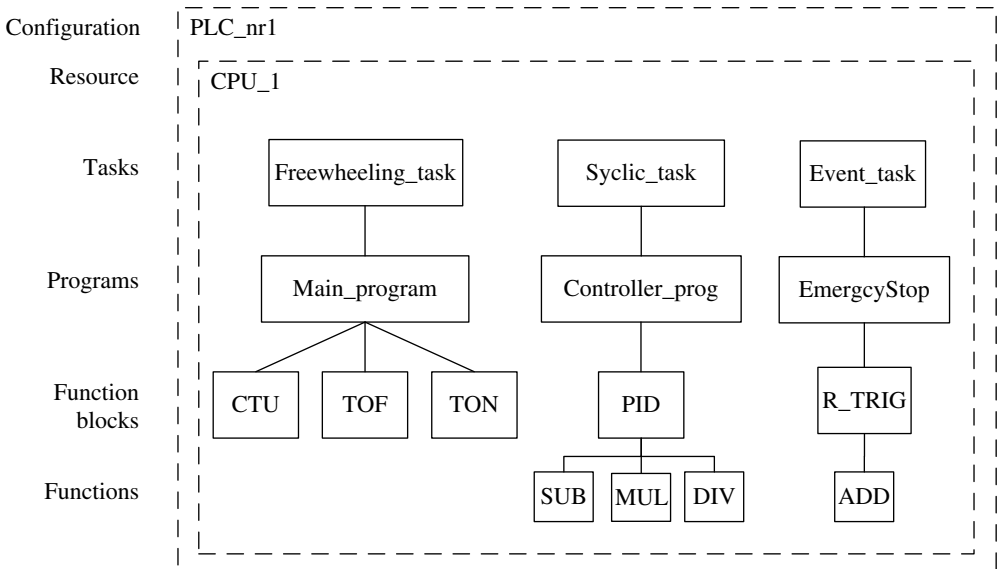 Configuration
PLC_nr1
Resource
CPU_1
Tasks
Freewheeling_task
Syclic_task
Event_task
Programs
Main_program
Controller_prog
EmergcyStop
Function
blocks
CTU
TOF
TON
PID
R_TRIG
Functions
SUB
MUL
DIV
ADD